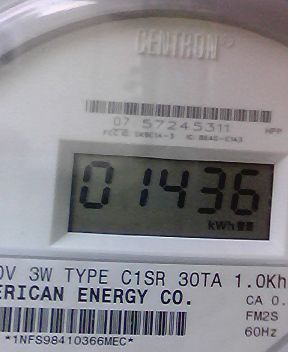 CENTRON®
07 57245311
HPP
01436
kWh
0V 3W TYPE C1SR 30TA 1.0Kh
ERICAN ENERGY CO.
CA 0.
FM2S
60Hz
*1NFS98410366MEC*